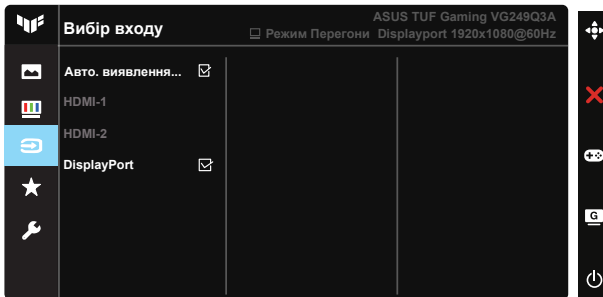 ASUS TUF Gaming VG249Q3A
Вибір входу
Режим Перегони Displayport 1920x1080@60Hz
Авто. виявлення...
HDMI-1
HDMI-2
DisplayPort
G